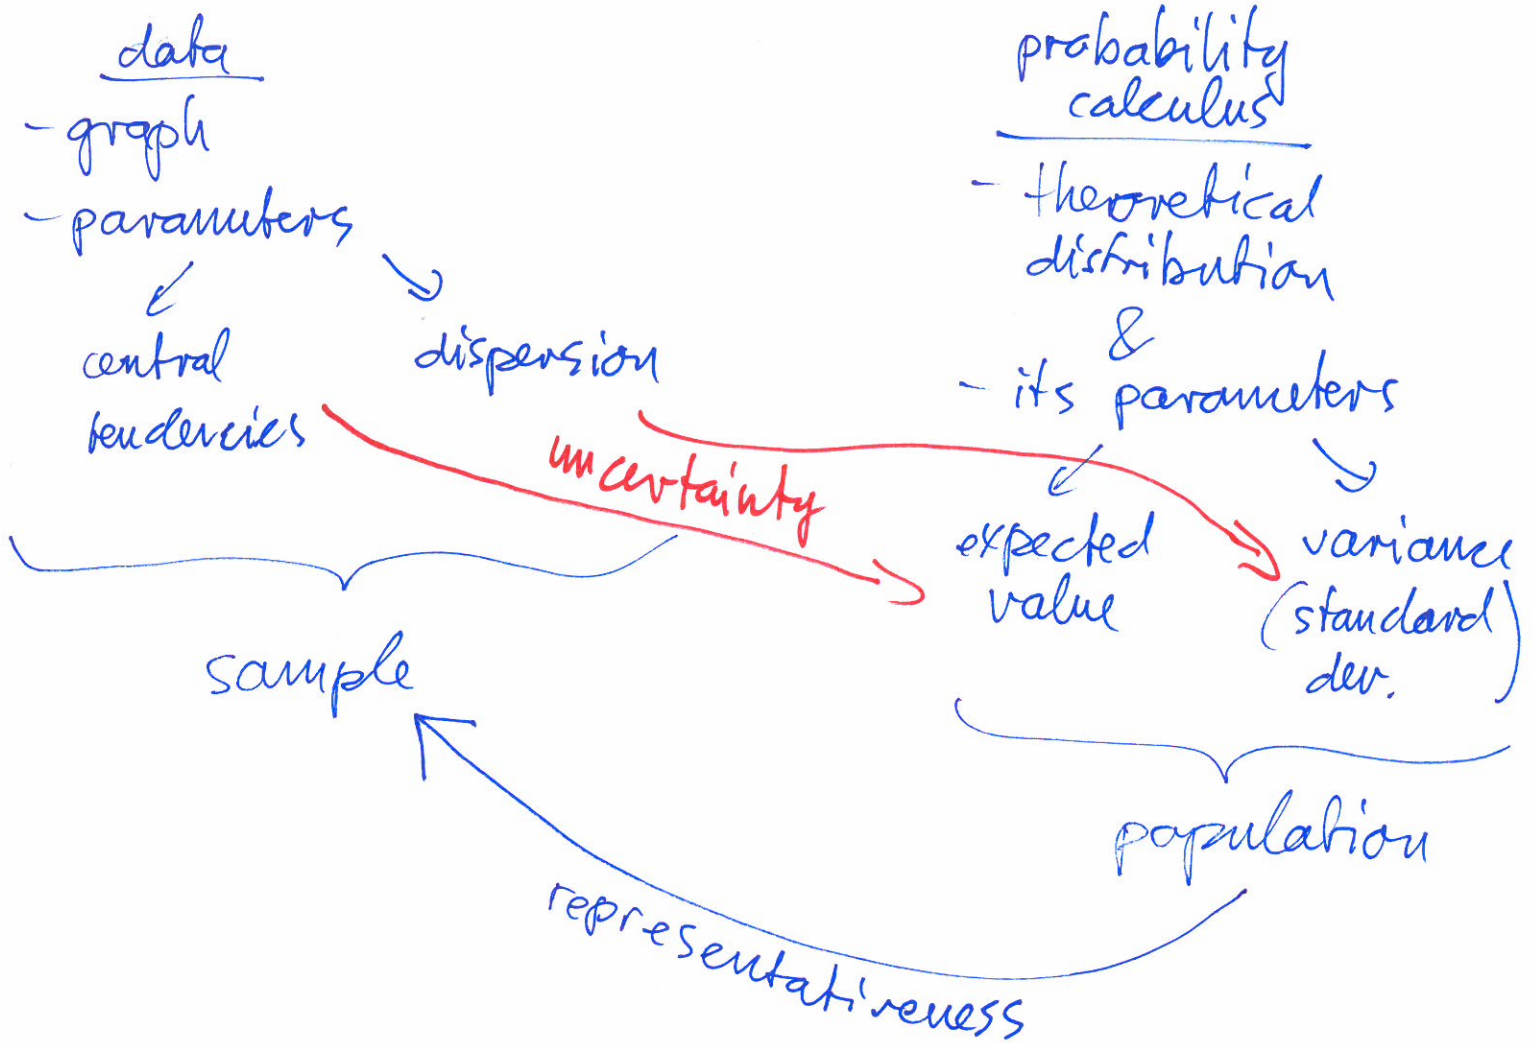 data
- graph
- parameters
central
tendencies
dispersion
uncertainty
sample
probability
calculus
- theoretical
distribution
&
- its parameters
expected
value
variance
(standard
dev.)
population
representativeness